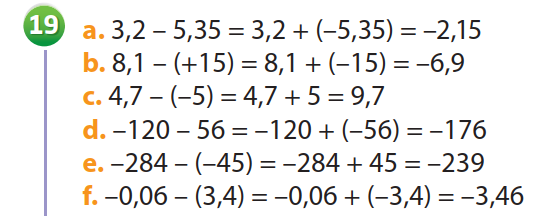 19
a. 3,2 – 5,35 = 3,2 + (–5,35) = –2,15
b. 8,1 – (+15) = 8,1 + (–15) = –6,9
c. 4,7 – (–5) = 4,7 + 5 = 9,7
d. –120 – 56 = –120 + (–56) = –176
e. –284 – (–45) = –284 + 45 = –239
f. –0,06 – (3,4) = –0,06 + (–3,4) = –3,46